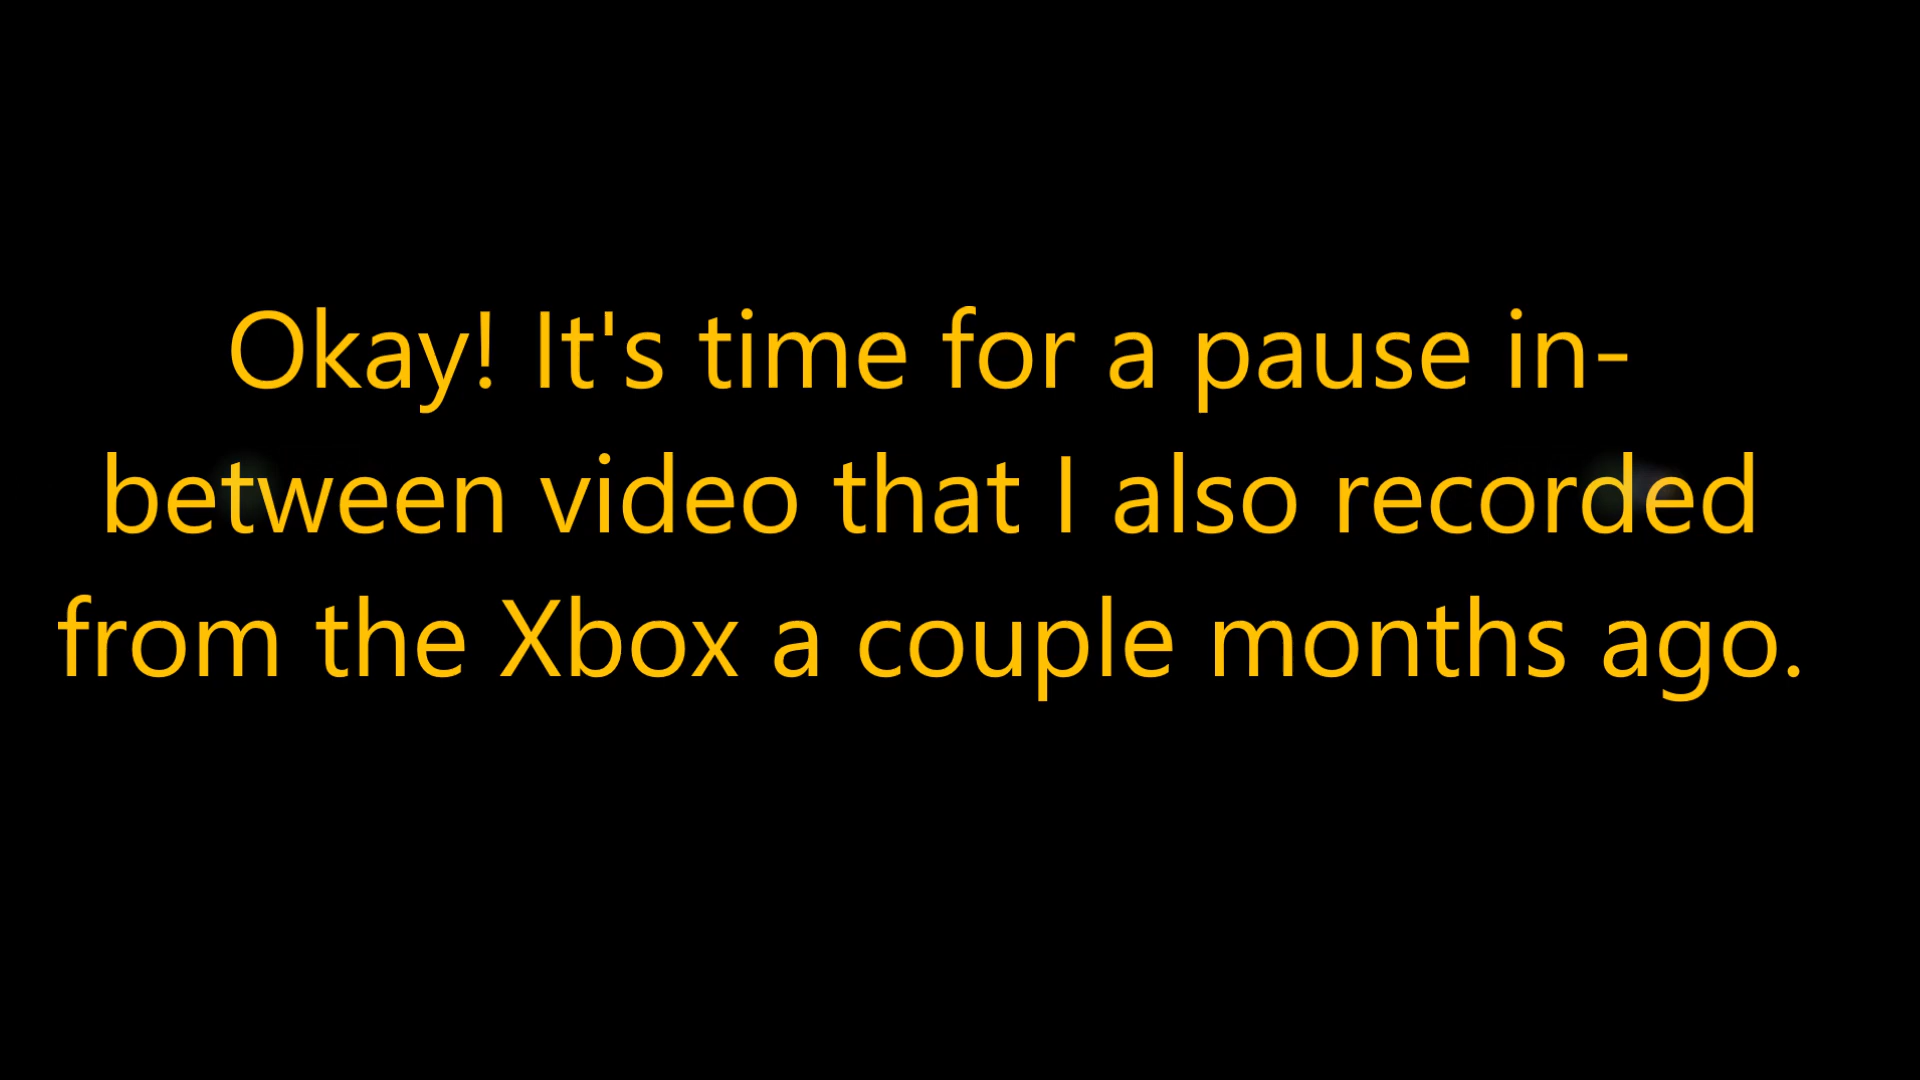 Okay! It's time for a pause in-
between video that I also recorded
from the Xbox a couple months ago.